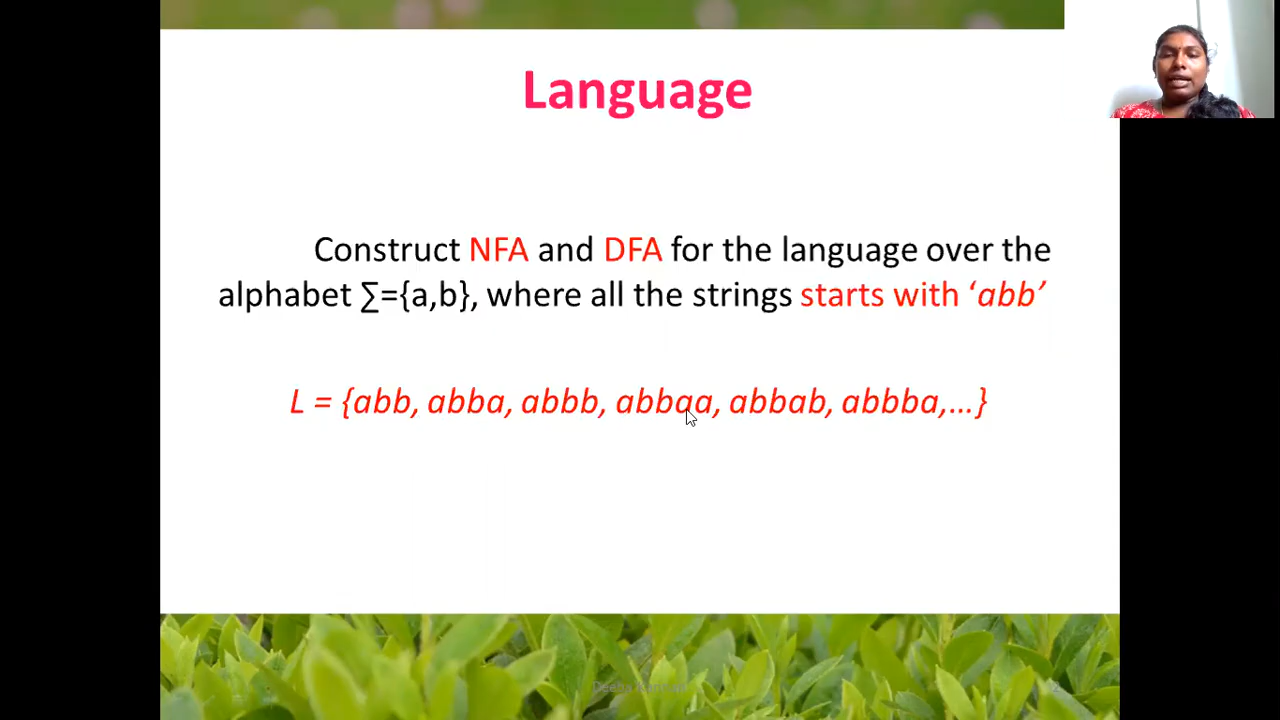 Language
Construct NFA and DFA for the language over the
alphabet ∑={a,b}, where all the strings starts with ‘abb’
L = {abb, abba, abbb, abbaa, abbab, abbba,...}